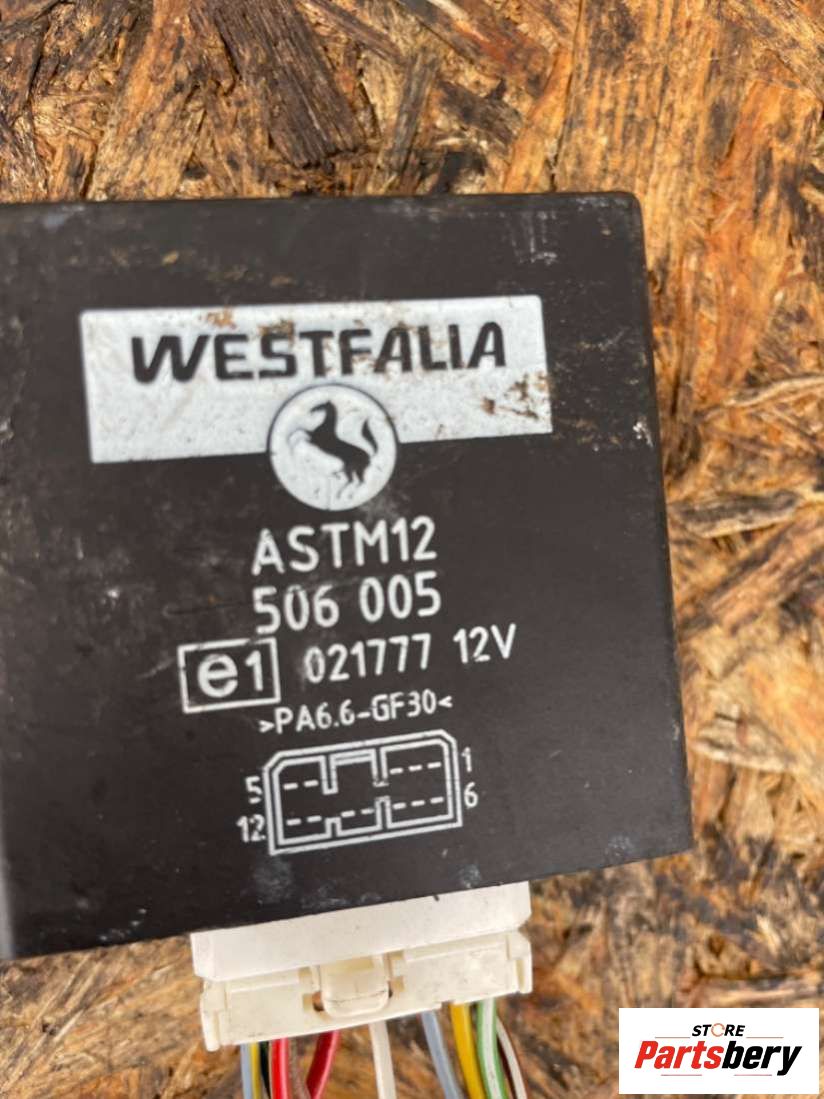 WESTFALIA
ASTM12
506 005
e1 021777 12V
>PA6.6-GF30<
5 1
12 6
STORE
Partsbery